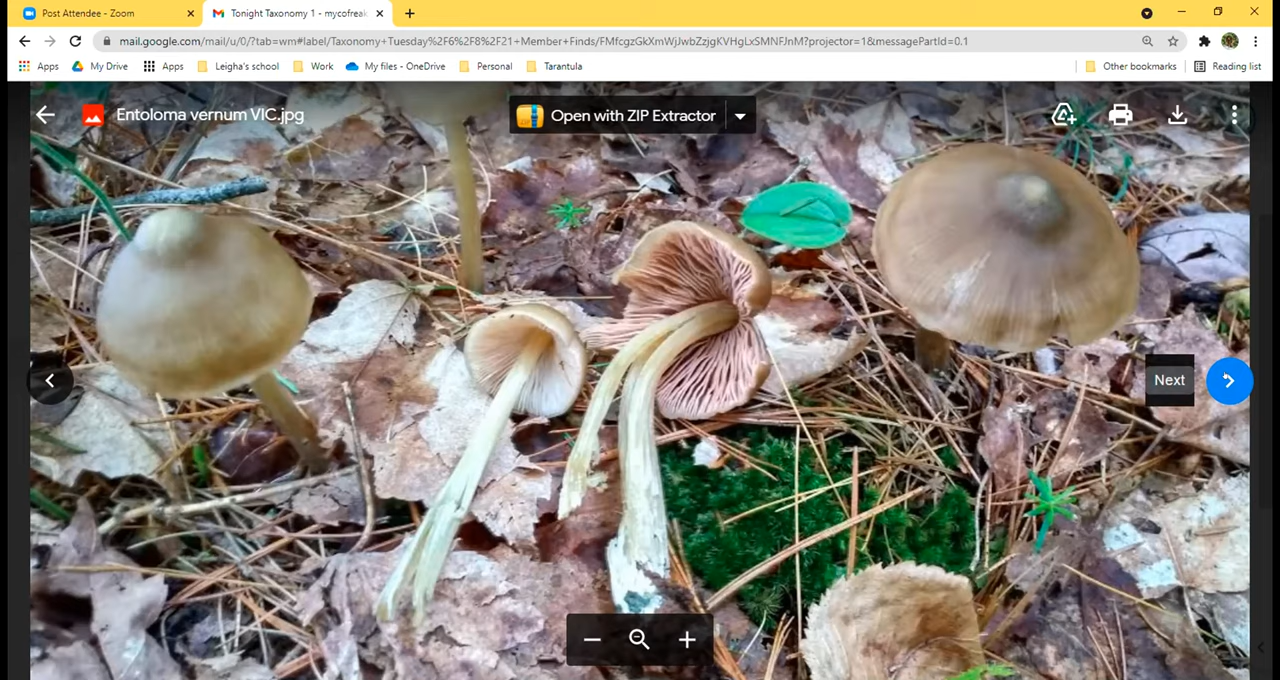 Post Attendee - Zoom
Tonight Taxonomy 1 - mycofreak
mail.google.com/mail/u/0/?tab=wm#label/Taxonomy+Tuesday%2F6%2F8%2F21+Member+Finds/FMfcgzGkXmWjJwbZzjgKVHgLxSMNFJnM?projector=1&messagePartId=0.1
Apps My Drive Apps Leigha's school Work My files - OneDrive Personal Tarantula Other bookmarks Reading list
Entoloma vernum VIC.jpg
Open with ZIP Extractor
Next